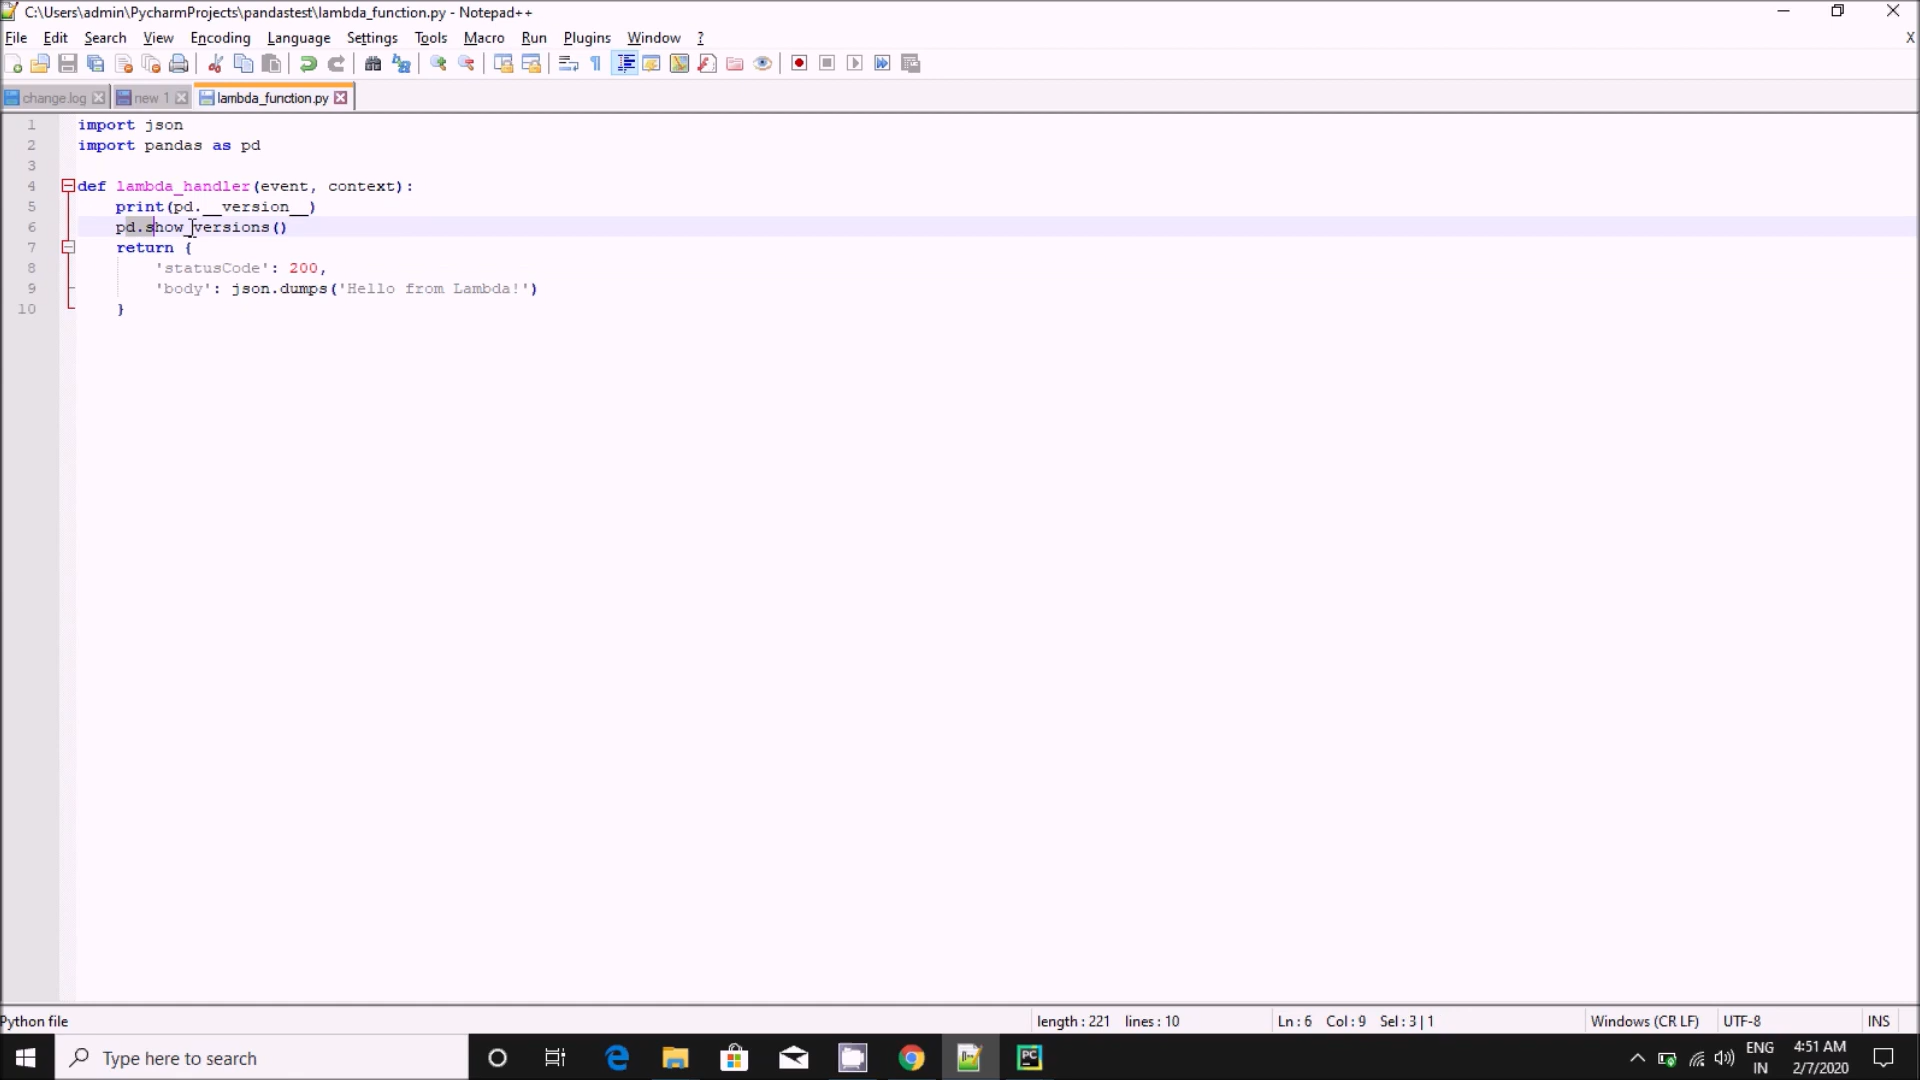 C:\Users\admin\PycharmProjects\pandastest\lambda_function.py - Notepad++
File Edit Search View Encoding Language Settings Tools Macro Run Plugins Window ? X
change.log new 1 lambda_function.py
1 import json
2 import pandas as pd
3
4 def lambda_handler(event, context):
5 print(pd.__version__)
6 pd.show_versions()
7 return {
8 'statusCode': 200,
9 'body': json.dumps('Hello from Lambda!')
10 }
Python file length : 221 lines : 10 Ln : 6 Col : 9 Sel : 3 | 1 Windows (CR LF) UTF-8 INS
Type here to search PC ENG 4:51 AM
IN 2/7/2020